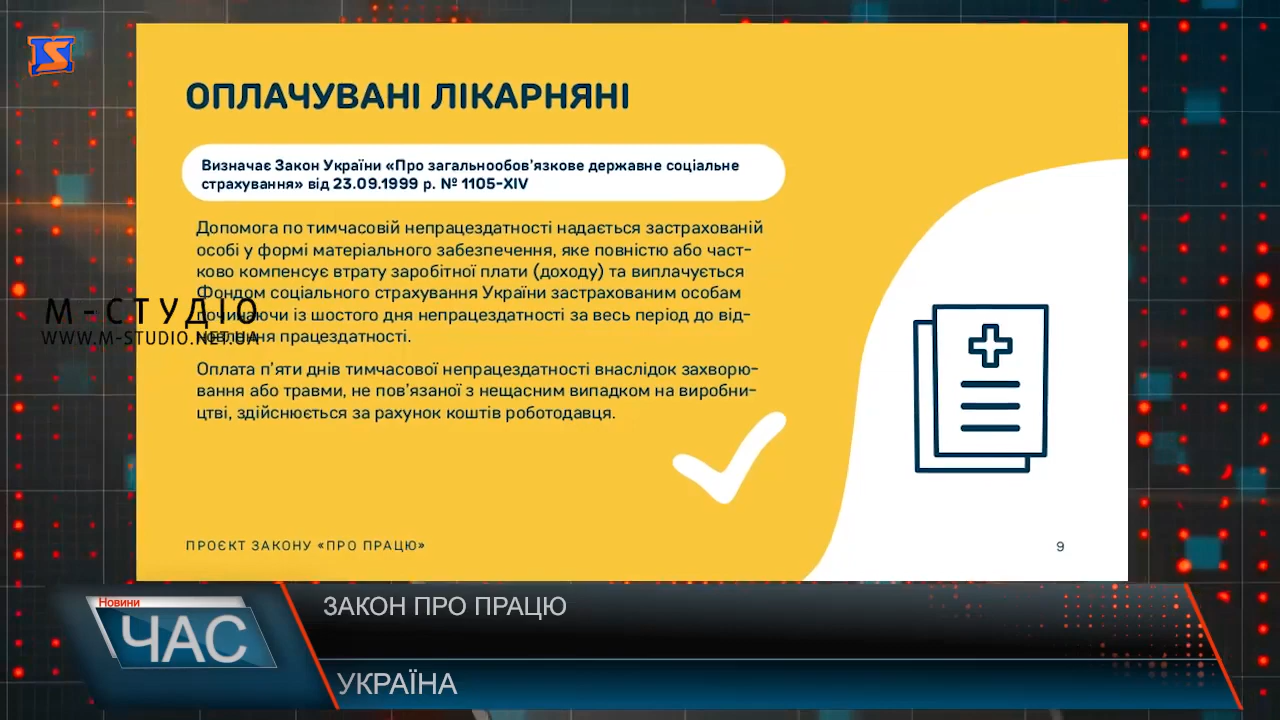 ОПЛАЧУВАНІ ЛІКАРНЯНІ
Визначає Закон України «Про загальнообов'язкове державне соціальне
страхування» від 23.09.1999 р. № 1105-XIV
Допомога по тимчасовій непрацездатності надається застрахованій
особі у формі матеріального забезпечення, яке повністю або част-
ково компенсує втрату заробітної плати (доходу) та виплачується
Фондом соціального страхування України застрахованим особам
починаючи із шостого дня непрацездатності за весь період до від-
новлення працездатності.
М-СТУДІО
WWW.M-STUDIO.NET.UA
Оплата п'яти днів тимчасової непрацездатності внаслідок захворю-
вання або травми, не пов'язаної з нещасним випадком на виробни-
цтві, здійснюється за рахунок коштів роботодавця.
ПРОЄКТ ЗАКОНУ «ПРО ПРАЦЮ»
9
Новини
ЧАС
ЗАКОН ПРО ПРАЦЮ
УКРАЇНА